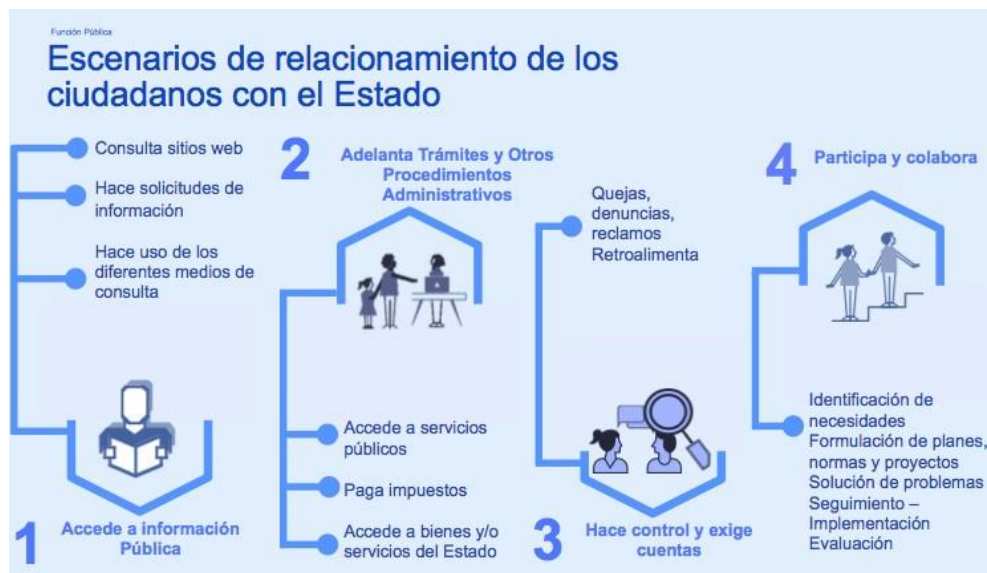 Función Pública
Escenarios de relacionamiento de los
ciudadanos con el Estado
Consulta sitios web
Hace solicitudes de
información
Hace uso de los
diferentes medios de
consulta
1
Accede a información
Pública
2
Adelanta Trámites y Otros
Procedimientos
Administrativos
Accede a servicios
públicos
Paga impuestos
Accede a bienes y/o
servicios del Estado
Quejas,
denuncias,
reclamos
Retroalimenta
3
Hace control y exige
cuentas
4
Participa y colabora
Identificación de
necesidades
Formulación de planes,
normas y proyectos
Solución de problemas
Seguimiento –
Implementación
Evaluación